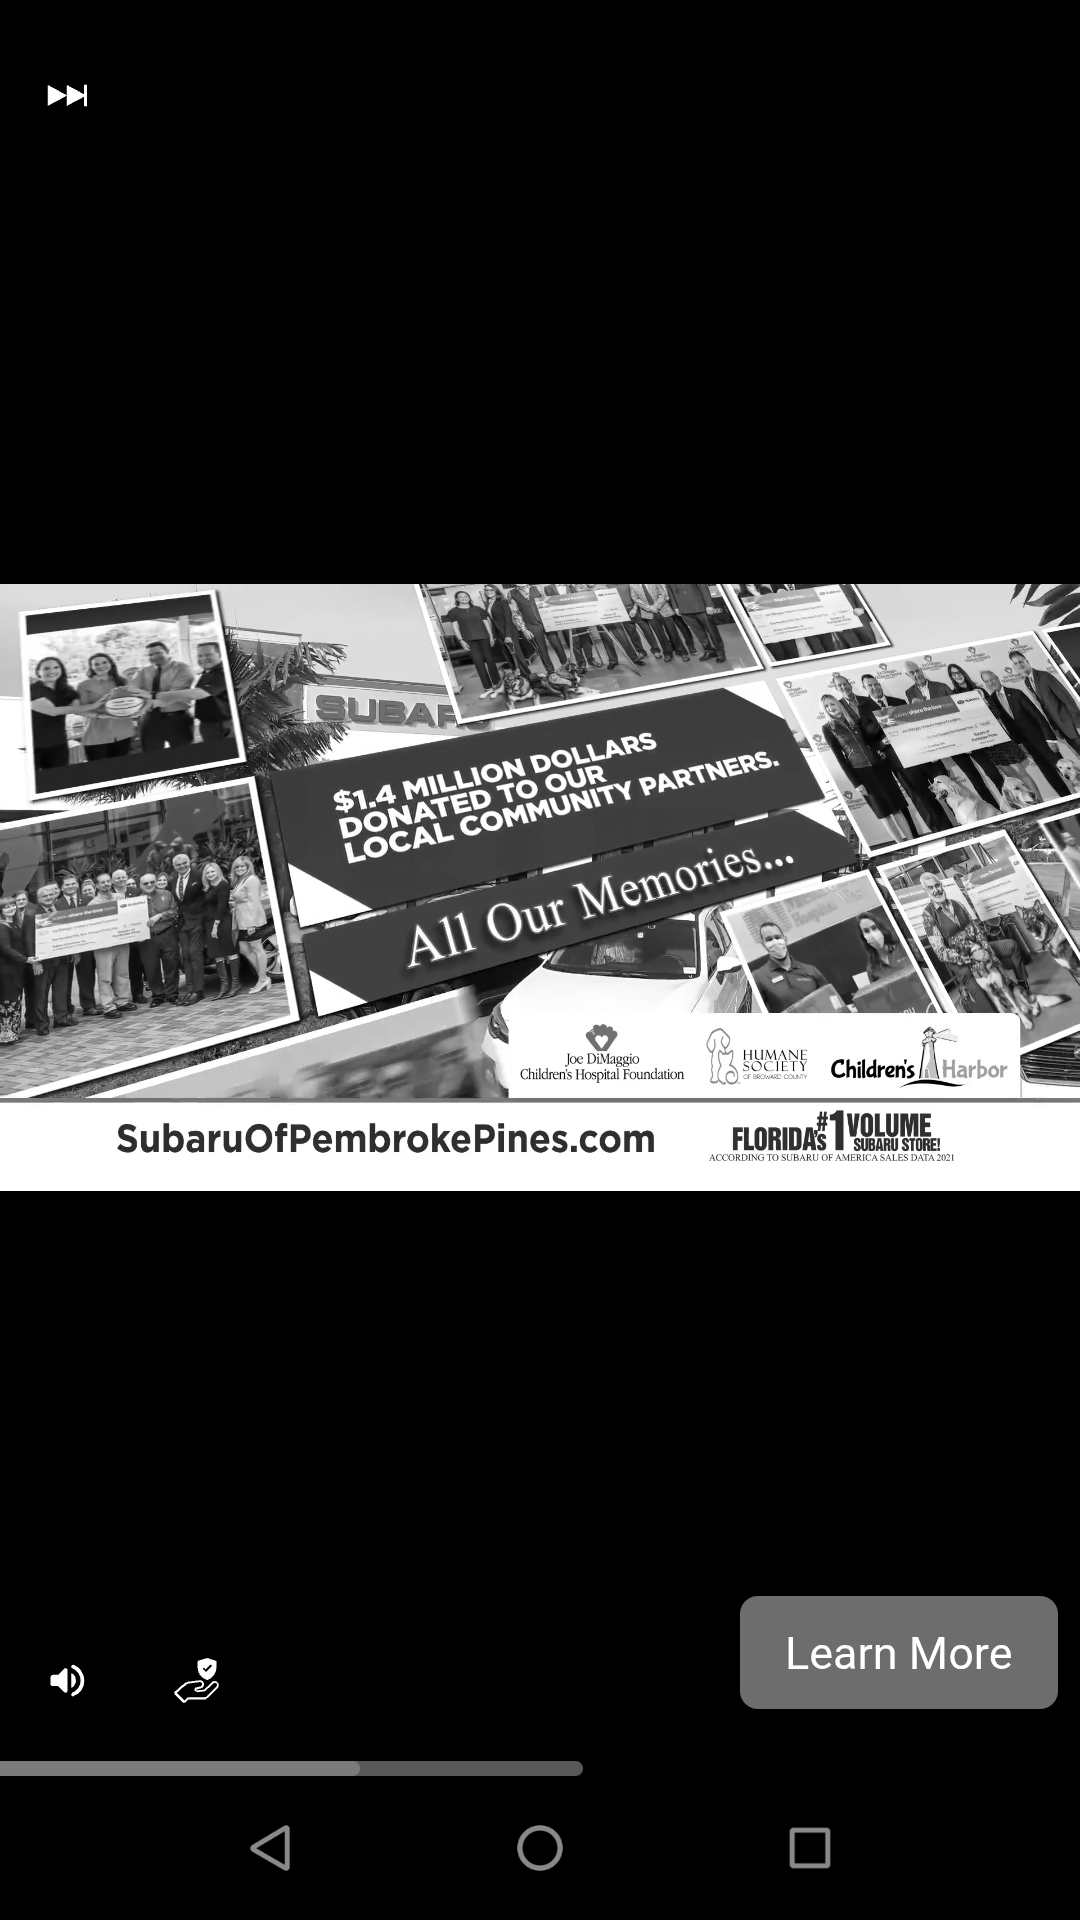 SUBAR
$1.4 MILLION DOLLARS
DONATED TO OUR
LOCAL COMMUNITY PARTNERS.
All Our Memories...
Joe DiMaggio
Children's Hospital Foundation
HUMANE
SOCIETY
OF BROWARD COUNTY
Children's Harbor
SubaruOfPembrokePines.com
FLORIDA's #1 VOLUME
SUBARU STORE!
ACCORDING TO SUBARU OF AMERICA SALES DATA 2021
Learn More